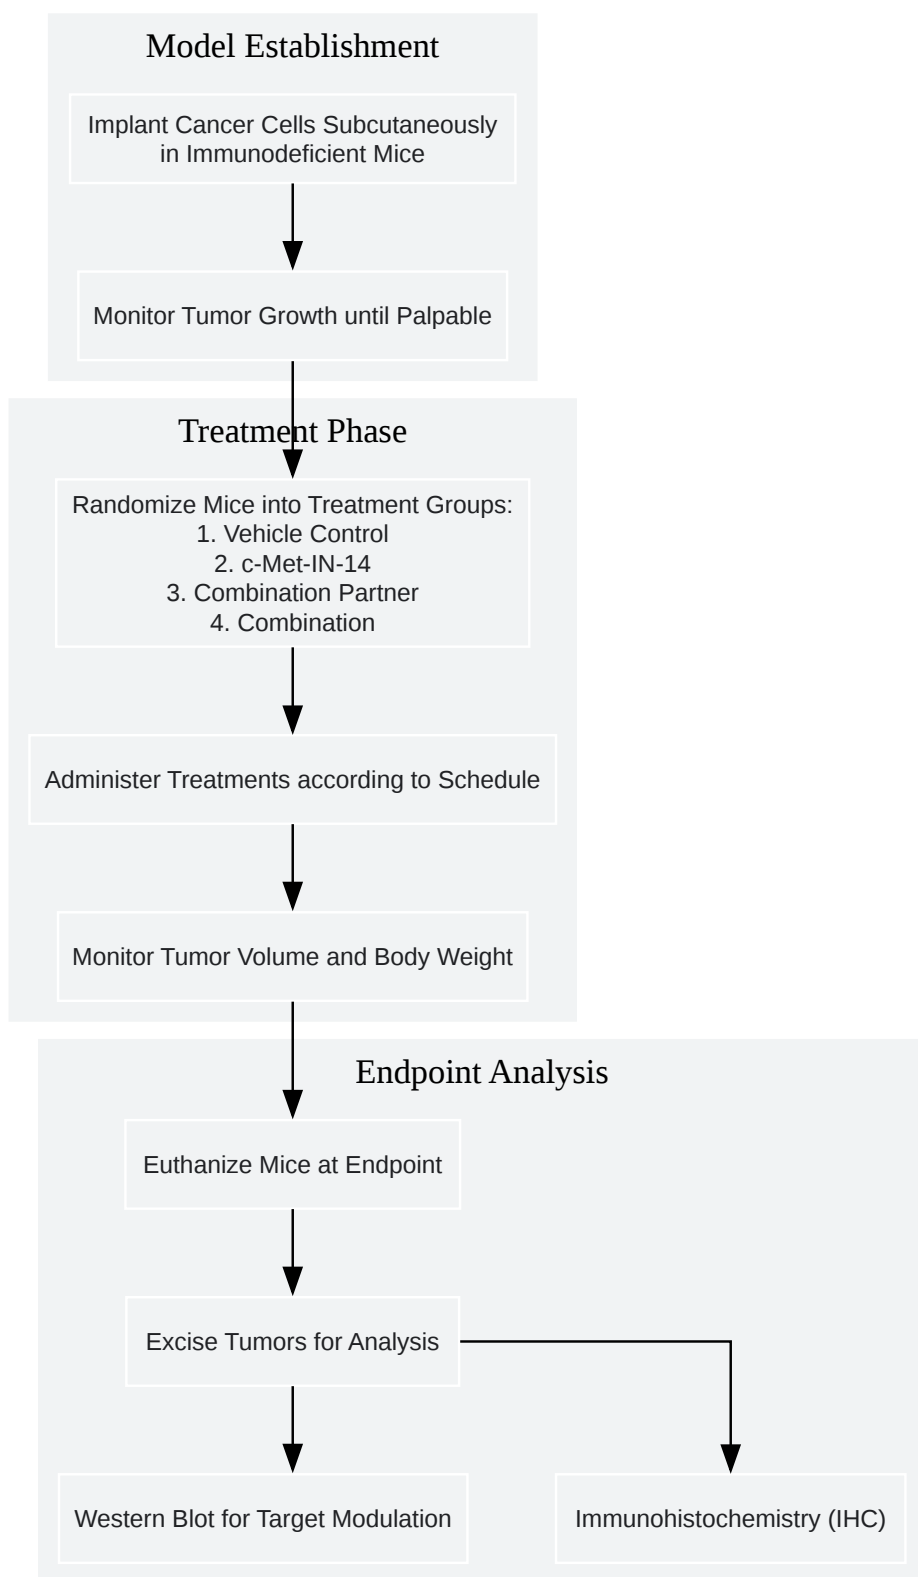 Model Establishment
Implant Cancer Cells Subcutaneously
in Immunodeficient Mice
Monitor Tumor Growth until Palpable
Treatment Phase
Randomize Mice into Treatment Groups:
1. Vehicle Control
2. c-Met-IN-14
3. Combination Partner
4. Combination
Administer Treatments according to Schedule
Monitor Tumor Volume and Body Weight
Endpoint Analysis
Euthanize Mice at Endpoint
Excise Tumors for Analysis
Western Blot for Target Modulation
Immunohistochemistry (IHC)